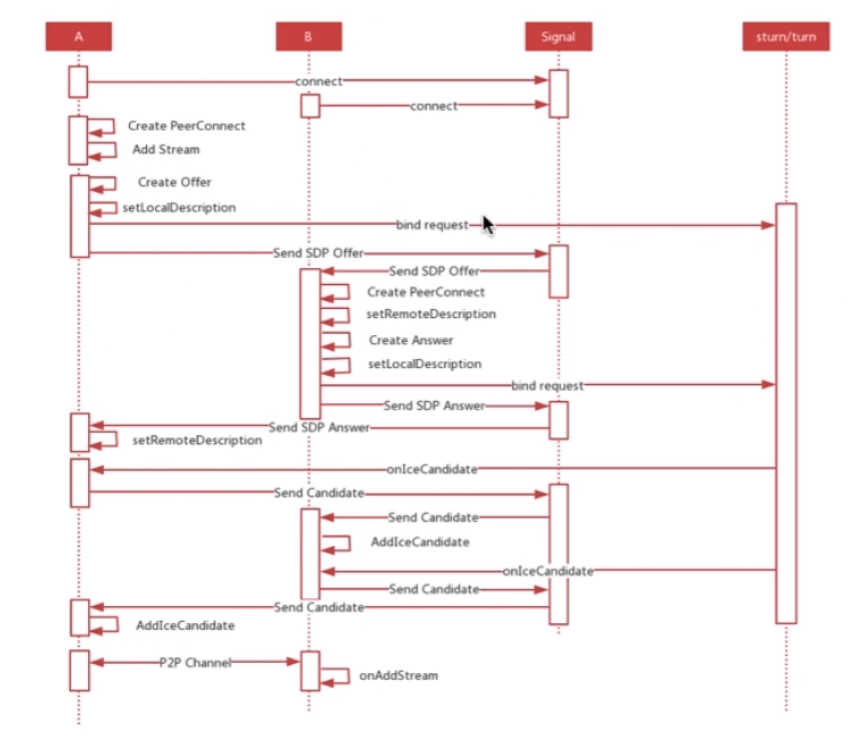 A
B
Signal
sturn/turn
connect
connect
Create PeerConnect
Add Stream
Create Offer
setLocalDescription
bind request
Send SDP Offer
Send SDP Offer
Create PeerConnect
setRemoteDescription
Create Answer
setLocalDescription
bind request
Send SDP Answer
Send SDP Answer
setRemoteDescription
onIceCandidate
Send Candidate
Send Candidate
AddIceCandidate
onIceCandidate
Send Candidate
Send Candidate
AddIceCandidate
P2P Channel
onAddStream